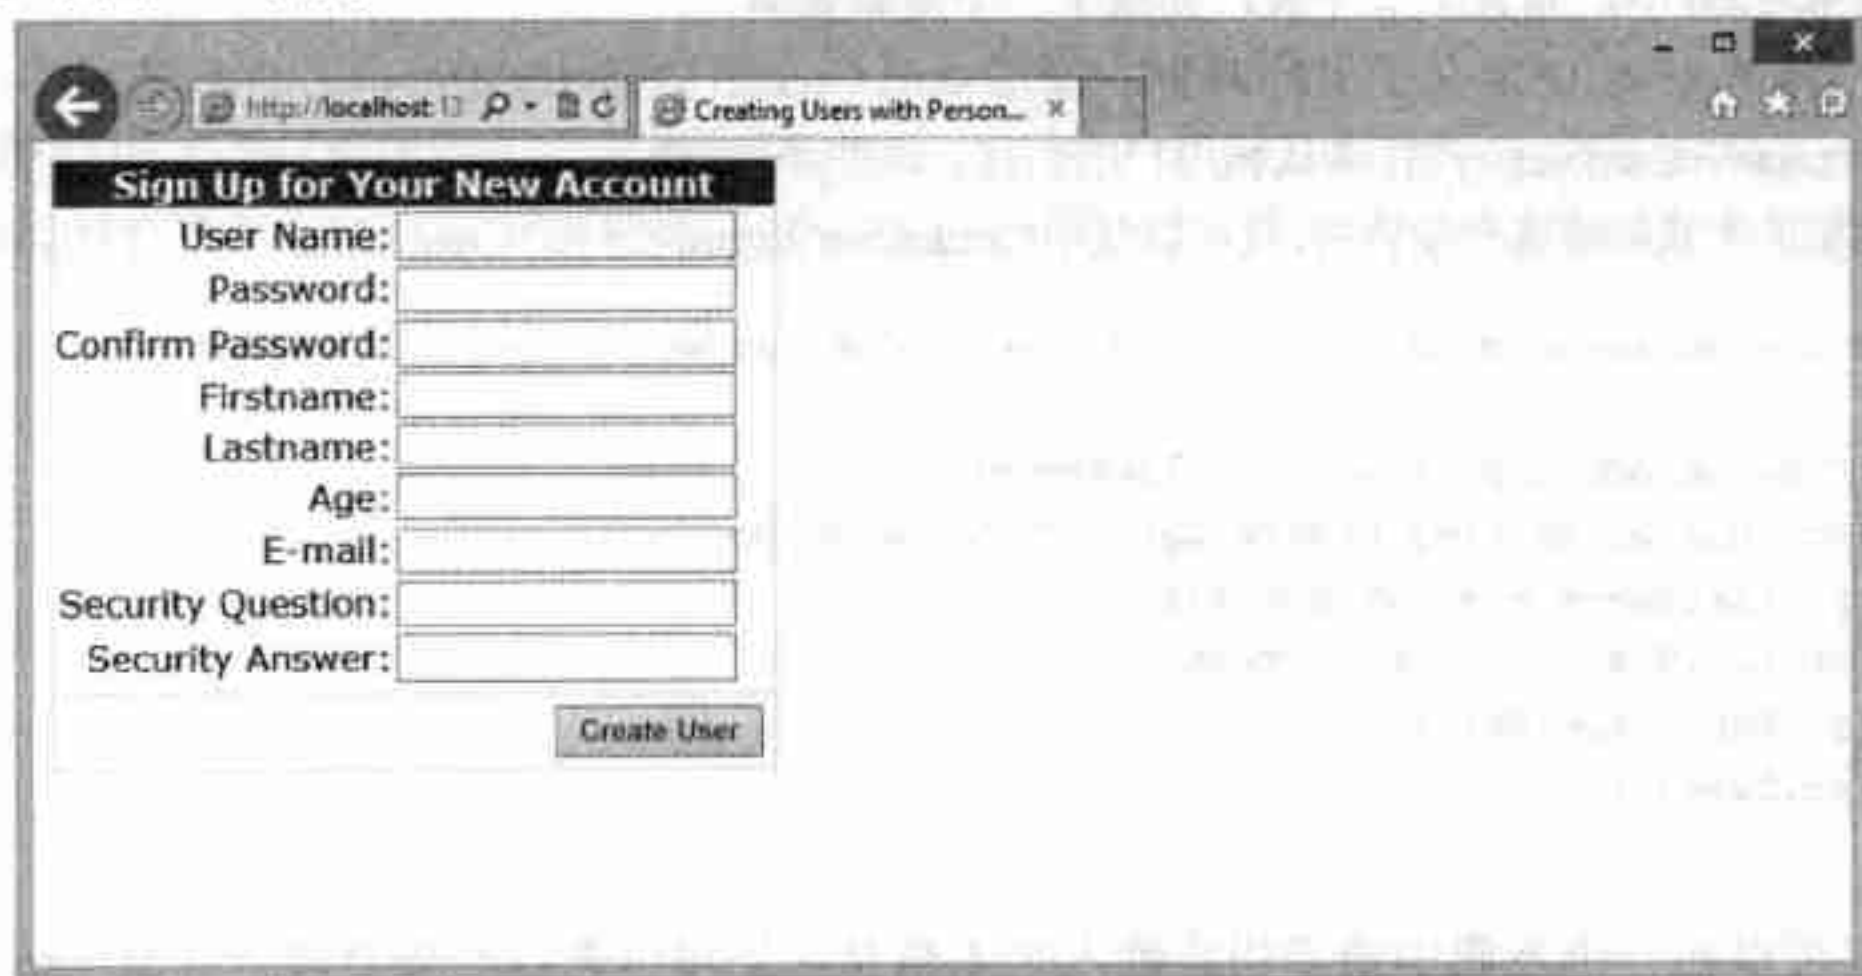 http://localhost:13 Creating Users with Person...
Sign Up for Your New Account
User Name:
Password:
Confirm Password:
Firstname:
Lastname:
Age:
E-mail:
Security Question:
Security Answer:
Create User